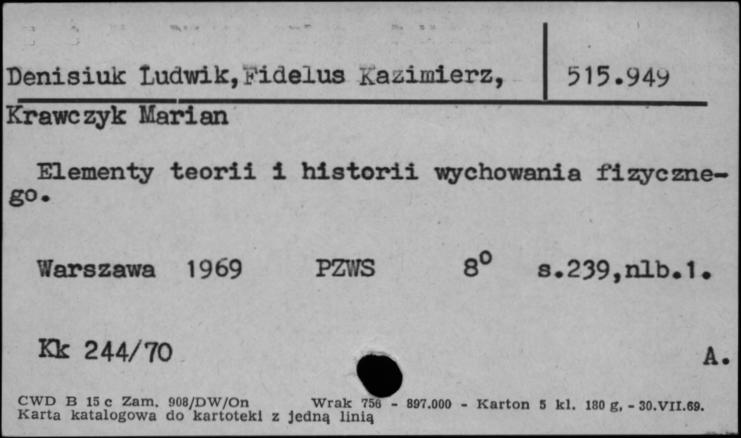 Denisiuk Ludwik, Fidelus Kazimierz, 515.949
Krawczyk Marian
Elementy teorii i historii wychowania fizyczne-
go.
Warszawa 1969 PZWS 8° s.239,nlb.1.
Kk 244/70 A.
CWD B 15 c Zam. 908/DW/On Wrak 756 - 897.000 - Karton 5 kl. 180 g, - 30.VII.69.
Karta katalogowa do kartoteki z jedną linią